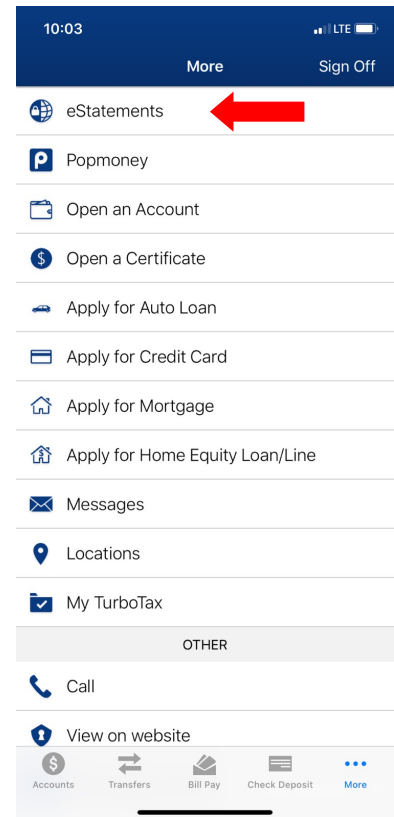 10:03 LTE
More Sign Off
eStatements
Popmoney
Open an Account
Open a Certificate
Apply for Auto Loan
Apply for Credit Card
Apply for Mortgage
Apply for Home Equity Loan/Line
Messages
Locations
My TurboTax
OTHER
Call
View on website
Accounts Transfers Bill Pay Check Deposit More